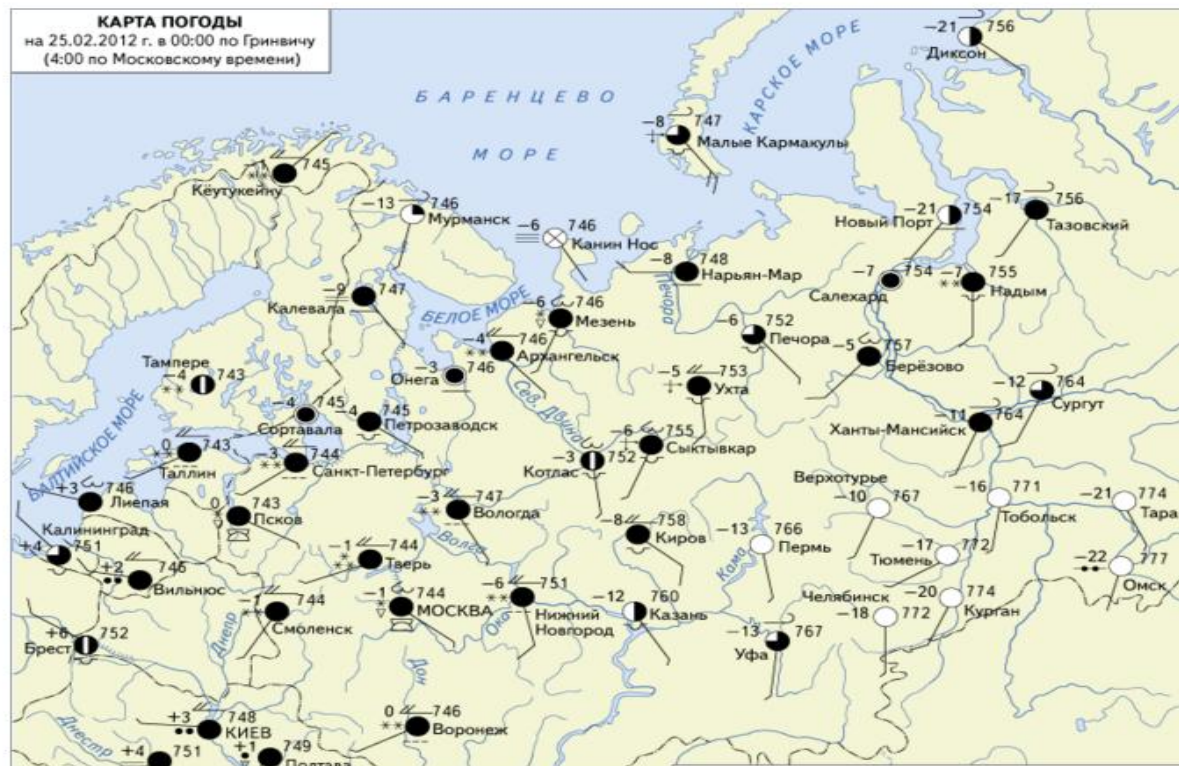 КАРТА ПОГОДЫ
на 25.02.2012 г. в 00:00 по Гринвичу
(4:00 по Московскому времени)
−21 756
Диксон
БАРЕНЦЕВО
МОРЕ
КАРСКОЕ МОРЕ
−8 747
Малые Кармакулы
−1 745
Кёутукейну
−13 746
Мурманск
−6 746
Канин Нос
−21 754
Новый Порт
−17 756
Тазовский
−8 748
Нарьян-Мар
Печора
−7 754
Салехард
−7 755
Надым
−9 747
Калевала
БЕЛОЕ МОРЕ
−6 746
Мезень
−4 746
Архангельск
−6 752
Печора
−5 757
Берёзово
Тампере
−4 743
−3 746
Онега
Сев. Двина
−5 753
Ухта
−12 764
Сургут
−4 745
Сортавала
−4 745
Петрозаводск
−11 764
Ханты-Мансийск
БАЛТИЙСКОЕ МОРЕ
0 743
Таллин
−3 744
Санкт-Петербург
−3 752
Котлас
−6 755
Сыктывкар
+3 746
Лиепая
0 743
Псков
−3 747
Вологда
Волга
Верхотурье
−10 767
−16 771
Тобольск
−21 774
Тара
Калининград
+4 751
−8 758
Киров
−13 766
Пермь
Кама
−17 772
Тюмень
−22 777
Омск
+2 745
Вильнюс
−1 744
Тверь
−1 744
Смоленск
−1 744
МОСКВА
−6 751
Нижний
Новгород
Ока
−12 760
Казань
Челябинск
−18 772
−20 774
Курган
+6 752
Брест
Днепр
Дон
−13 767
Уфа
Днестр
+3 748
КИЕВ
0 746
Воронеж
+4 751
+1 749
Полтава